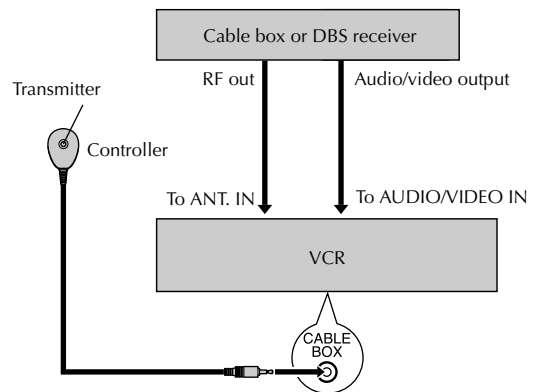 Cable box or DBS receiver
RF out
Audio/video output
Transmitter
Controller
To ANT. IN
To AUDIO/VIDEO IN
VCR
CABLE
BOX